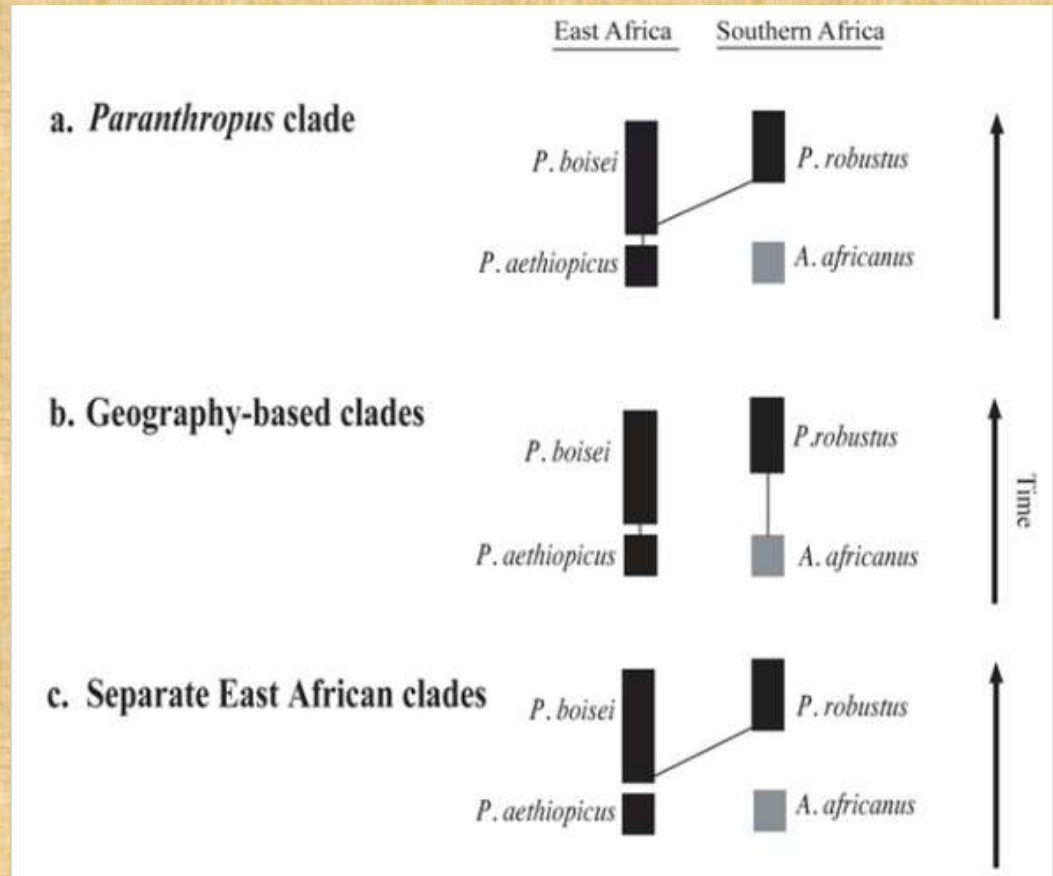 East Africa Southern Africa
a. Paranthropus clade
P. boisei
P. robustus
P. aethiopicus
A. africanus
b. Geography-based clades
P. boisei
P.robustus
P. aethiopicus
A. africanus
Time
c. Separate East African clades
P. boisei
P. robustus
P. aethiopicus
A. africanus